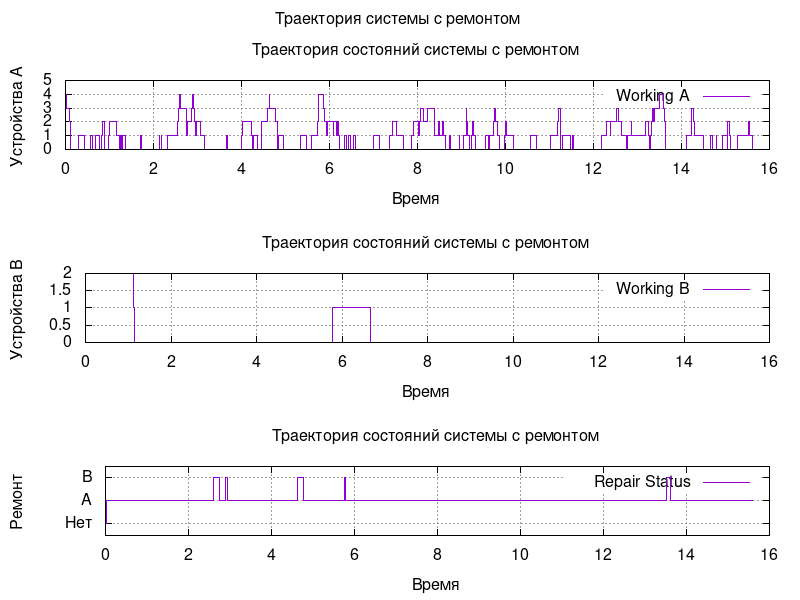 Траектория системы с ремонтом
Траектория состояний системы с ремонтом
Устройства A
5
4
3
2
1
0
Working A
0 2 4 6 8 10 12 14 16
Время
Траектория состояний системы с ремонтом
Устройства B
2
1.5
1
0.5
0
Working B
0 2 4 6 8 10 12 14 16
Время
Траектория состояний системы с ремонтом
Ремонт
B
A
Нет
Repair Status
0 2 4 6 8 10 12 14 16
Время